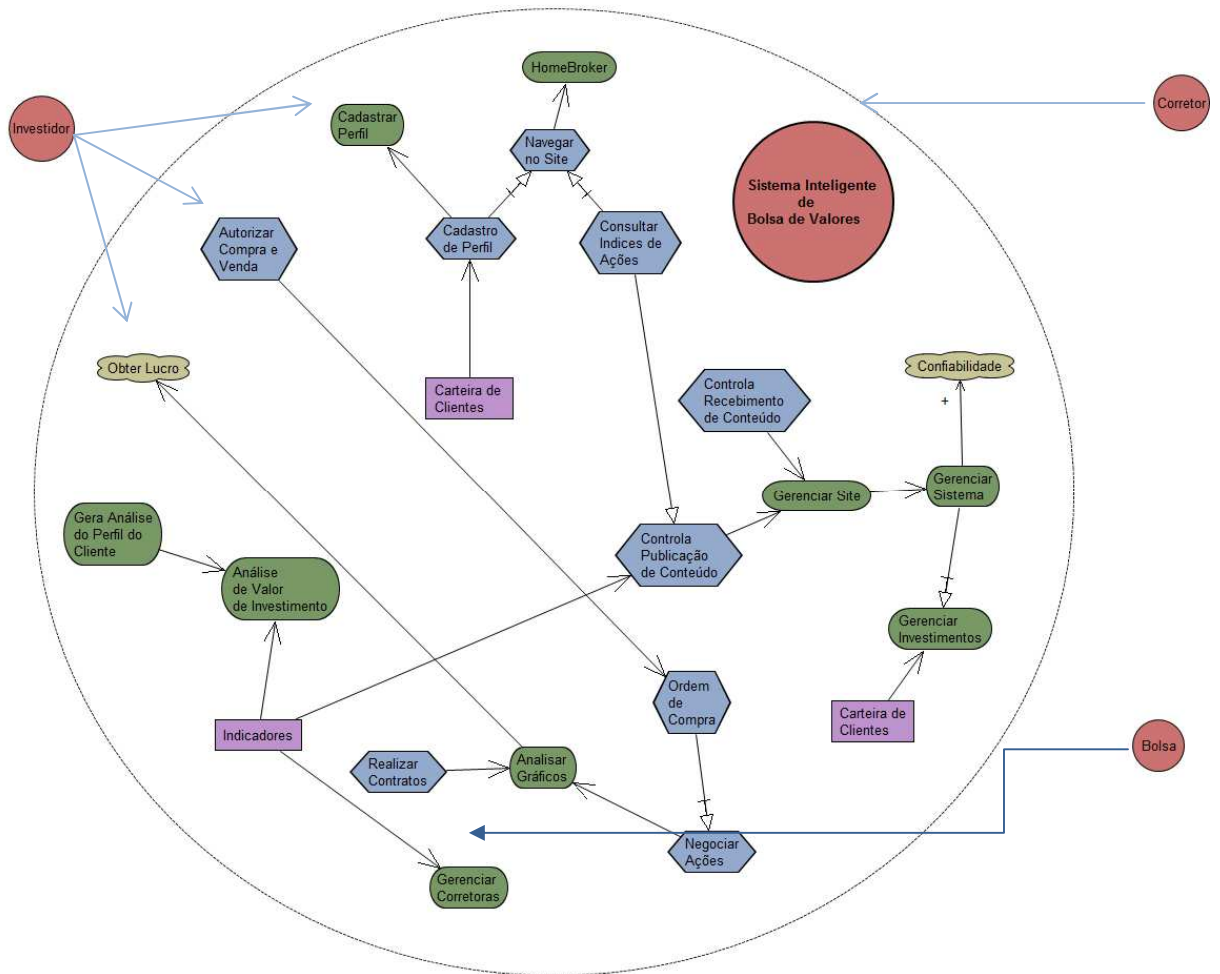 HomeBroker
Investidor
Corretor
Cadastrar
Perfil
Navegar
no Site
Sistema Inteligente
de
Bolsa de Valores
Autorizar
Compra e
Venda
Cadastro
de Perfil
Consultar
Indices de
Ações
Obter Lucro
Confiabilidade
Carteira de
Clientes
Controla
Recebimento
de Conteúdo
+
Gerenciar Site
Gerenciar
Sistema
Gera Análise
do Perfil do
Cliente
Controla
Publicação
de Conteúdo
Análise
de Valor
de Investimento
Gerenciar
Investimentos
Ordem
de
Compra
Carteira de
Clientes
Indicadores
Bolsa
Realizar
Contratos
Analisar
Gráficos
Negociar
Ações
Gerenciar
Corretoras